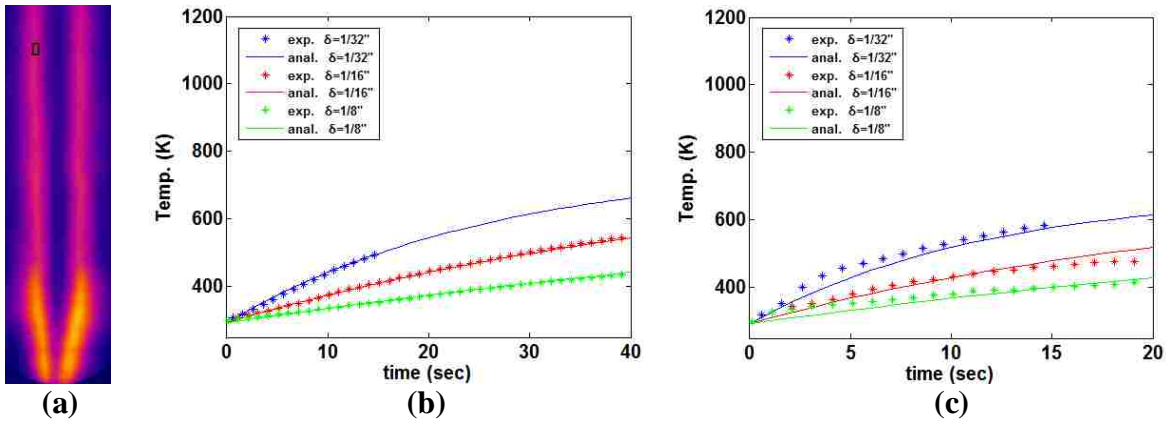 1200
1000
800
600
400
Temp. (K)
exp. δ=1/32"
anal. δ=1/32"
exp. δ=1/16"
anal. δ=1/16"
exp. δ=1/8"
anal. δ=1/8"
0 10 20 30 40
time (sec)
1200
1000
800
600
400
Temp. (K)
exp. δ=1/32"
anal. δ=1/32"
exp. δ=1/16"
anal. δ=1/16"
exp. δ=1/8"
anal. δ=1/8"
0 5 10 15 20
time (sec)
(a) (b) (c)